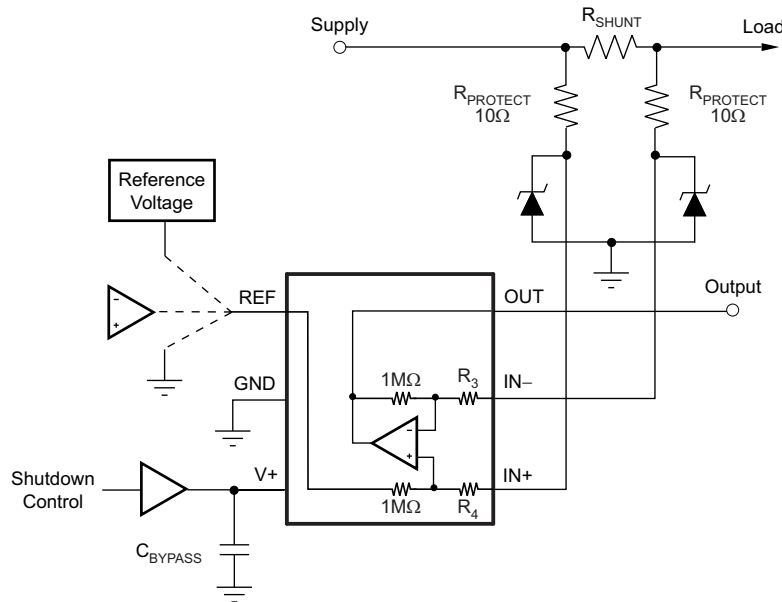 Supply
R_SHUNT
Load
R_PROTECT
10Ω
R_PROTECT
10Ω
Reference
Voltage
REF
OUT
Output
-
+
GND
1MΩ
R_3
IN−
-
+
Shutdown
Control
V+
1MΩ
R_4
IN+
C_BYPASS